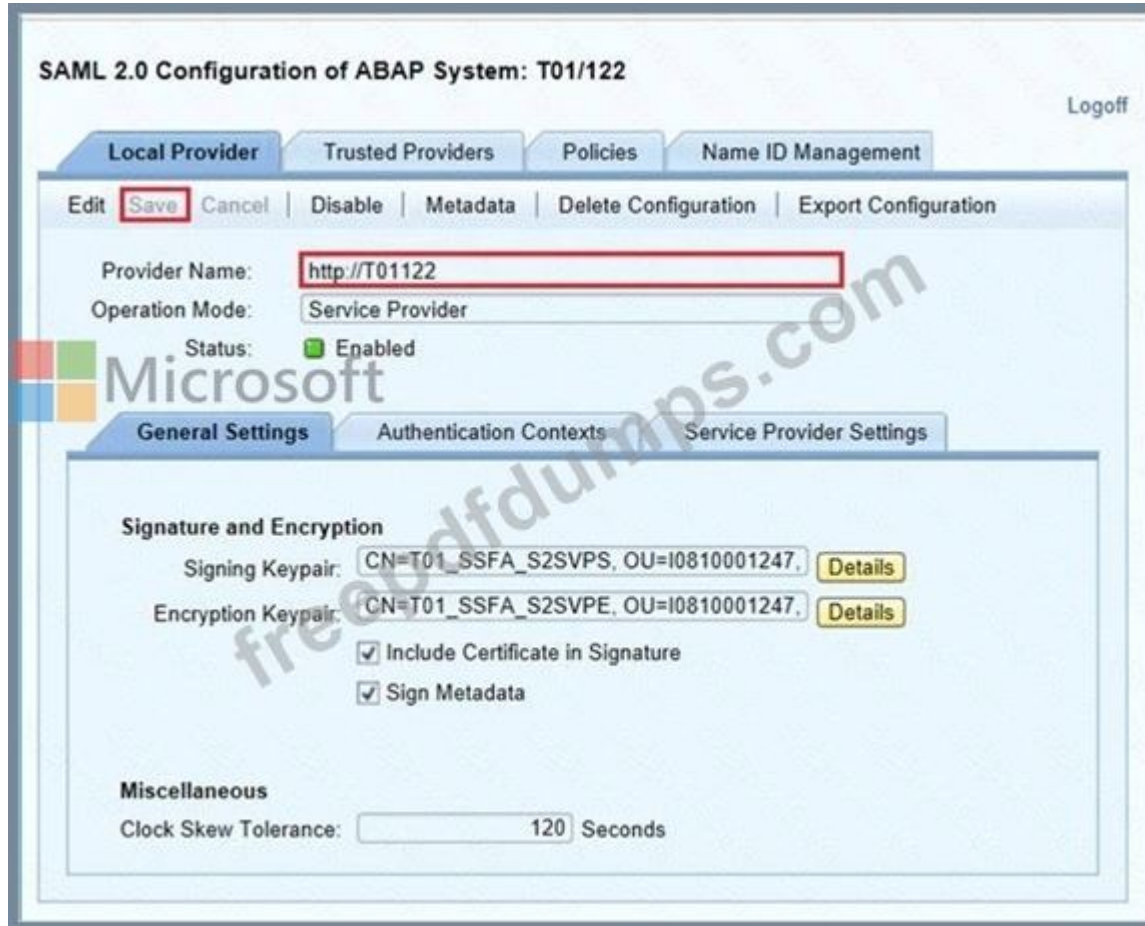 SAML 2.0 Configuration of ABAP System: T01/122
Logoff
Local Provider Trusted Providers Policies Name ID Management
Edit Save Cancel | Disable | Metadata | Delete Configuration | Export Configuration
Provider Name: http://T01122
Operation Mode: Service Provider
Status: Enabled
Microsoft
General Settings Authentication Contexts Service Provider Settings
Signature and Encryption
Signing Keypair: CN=T01_SSFA_S2SVPS, OU=I0810001247, Details
Encryption Keypair: CN=T01_SSFA_S2SVPE, OU=I0810001247, Details
Include Certificate in Signature
Sign Metadata
Miscellaneous
Clock Skew Tolerance: 120 Seconds
freepdfdumps.com